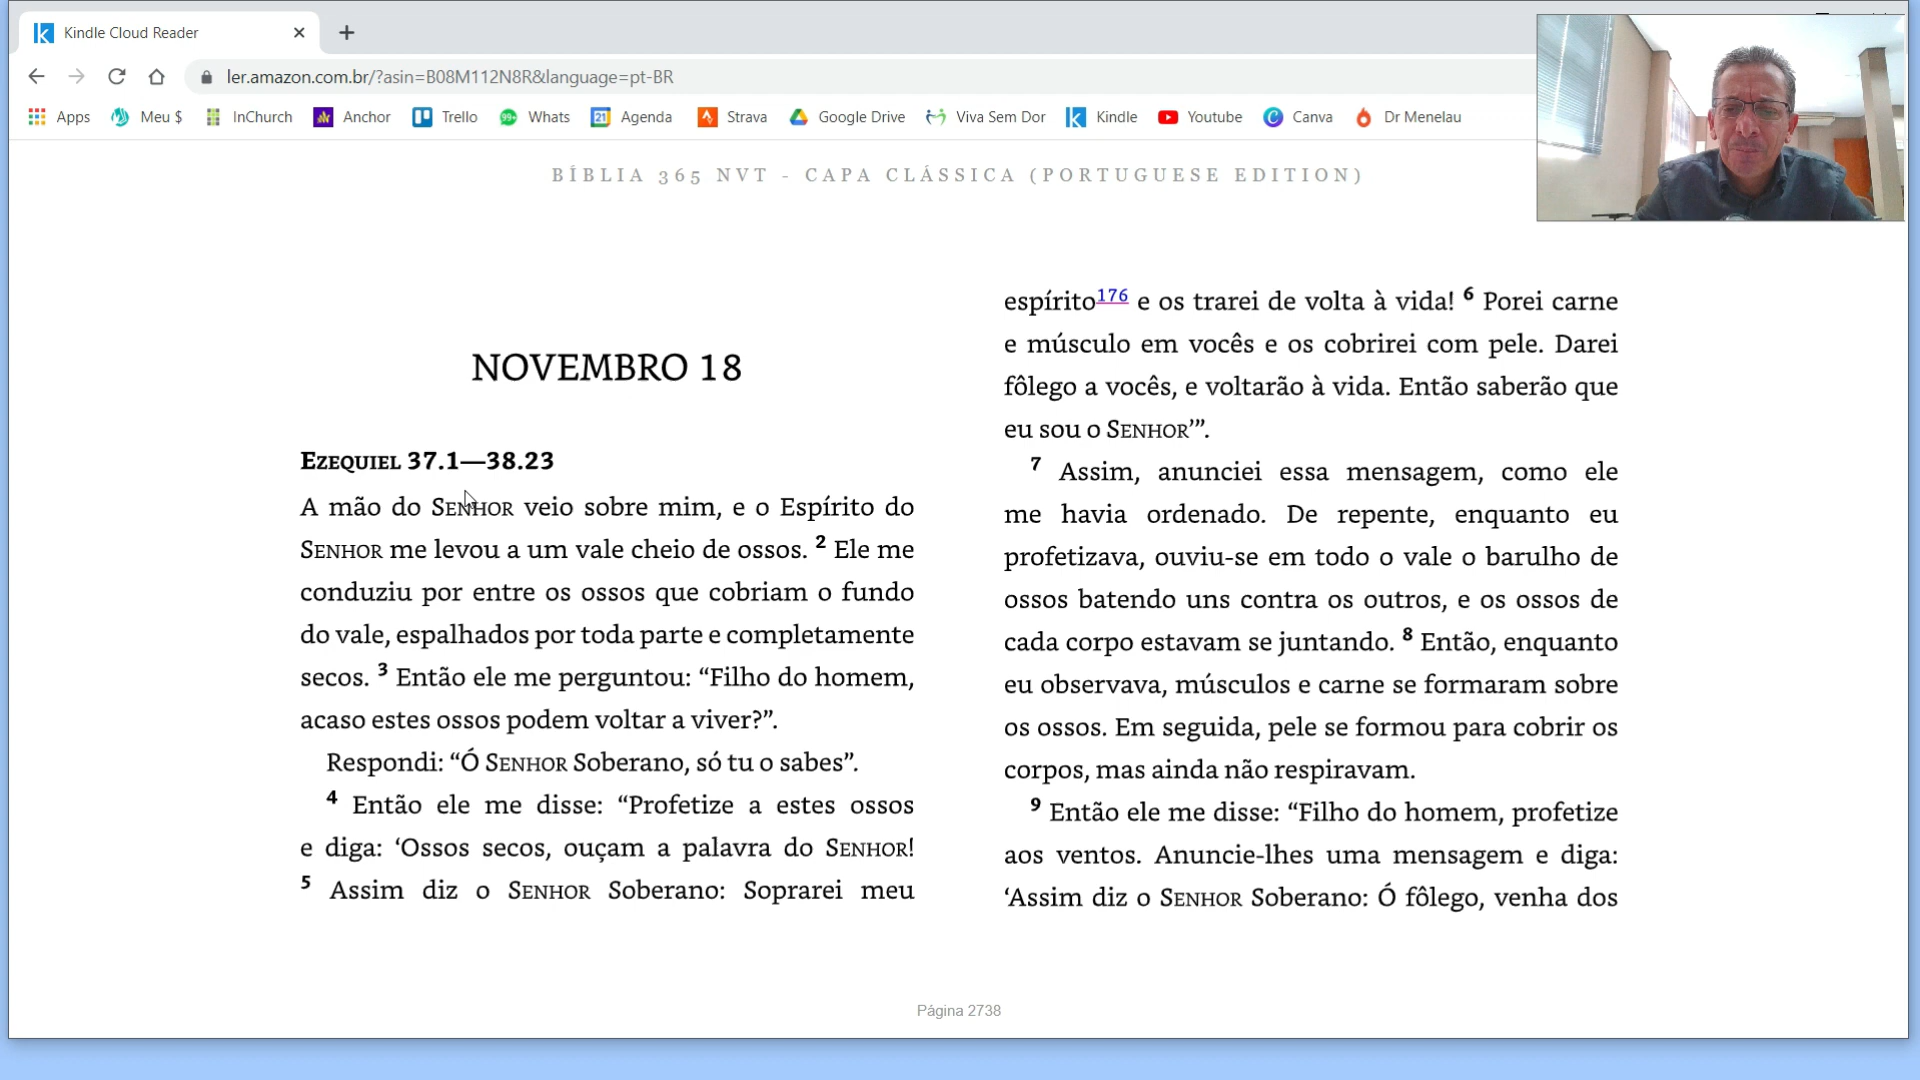 Kindle Cloud Reader
ler.amazon.com.br/?asin=B08M112N8R&language=pt-BR
Apps Meu $ InChurch Anchor Trello 99+ Whats 21 Agenda Strava Google Drive Viva Sem Dor Kindle Youtube Canva Dr Menelau
BÍBLIA 365 NVT - CAPA CLÁSSICA (PORTUGUESE EDITION)
NOVEMBRO 18
EZEQUIEL 37.1—38.23
A mão do SENHOR veio sobre mim, e o Espírito do
SENHOR me levou a um vale cheio de ossos. 2 Ele me
conduziu por entre os ossos que cobriam o fundo
do vale, espalhados por toda parte e completamente
secos. 3 Então ele me perguntou: “Filho do homem,
acaso estes ossos podem voltar a viver?”.
Respondi: “Ó SENHOR Soberano, só tu o sabes”.
4 Então ele me disse: “Profetize a estes ossos
e diga: ‘Ossos secos, ouçam a palavra do SENHOR!
5 Assim diz o SENHOR Soberano: Soprarei meu
espírito176 e os trarei de volta à vida! 6 Porei carne
e músculo em vocês e os cobrirei com pele. Darei
fôlego a vocês, e voltarão à vida. Então saberão que
eu sou o SENHOR’”.
7 Assim, anunciei essa mensagem, como ele
me havia ordenado. De repente, enquanto eu
profetizava, ouviu-se em todo o vale o barulho de
ossos batendo uns contra os outros, e os ossos de
cada corpo estavam se juntando. 8 Então, enquanto
eu observava, músculos e carne se formaram sobre
os ossos. Em seguida, pele se formou para cobrir os
corpos, mas ainda não respiravam.
9 Então ele me disse: “Filho do homem, profetize
aos ventos. Anuncie-lhes uma mensagem e diga:
‘Assim diz o SENHOR Soberano: Ó fôlego, venha dos
Página 2738